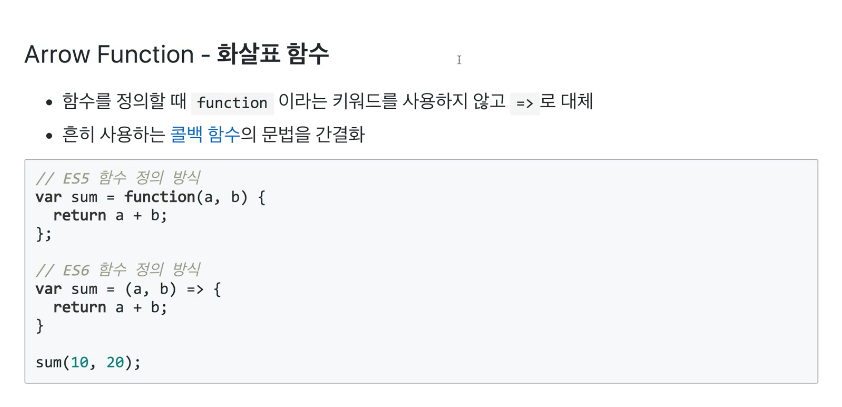 Arrow Function - 화살표 함수
함수를 정의할 때 function 이라는 키워드를 사용하지 않고 => 로 대체
흔히 사용하는 콜백 함수의 문법을 간결화
// ES5 함수 정의 방식
var sum = function(a, b) {
  return a + b;
};
// ES6 함수 정의 방식
var sum = (a, b) => {
  return a + b;
}
sum(10, 20);